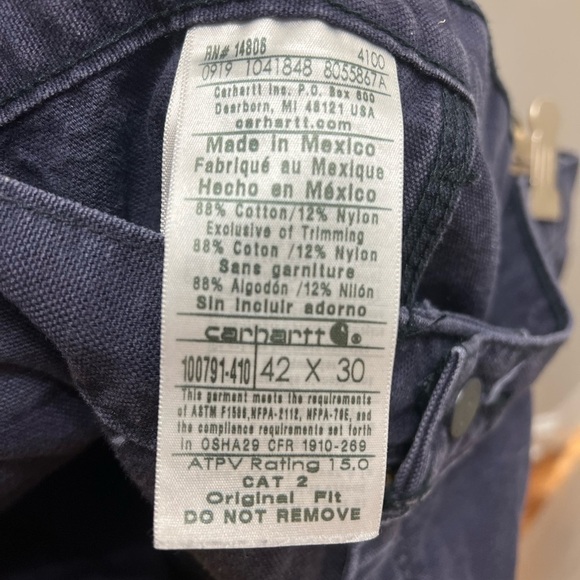 RN# 14806 4100
0919 1041848 8055867A
Carhartt Inc. P.O. Box 600
Dearborn, MI 48121 USA
carhartt.com
Made in Mexico
Fabriqué au Mexique
Hecho en México
88% Cotton/12% Nylon
Exclusive of Trimming
88% Coton/12% Nylon
Sans garniture
88% Algodón/12% Nilón
Sin incluir adorno
carhartt ®
100791-410 42 X 30
This garment meets the requirements
of ASTM F1506, NFPA-2112, NFPA-70E, and
the compliance requirements set forth
in OSHA29 CFR 1910-269
ATPV Rating 15.0
CAT 2
Original Fit
DO NOT REMOVE